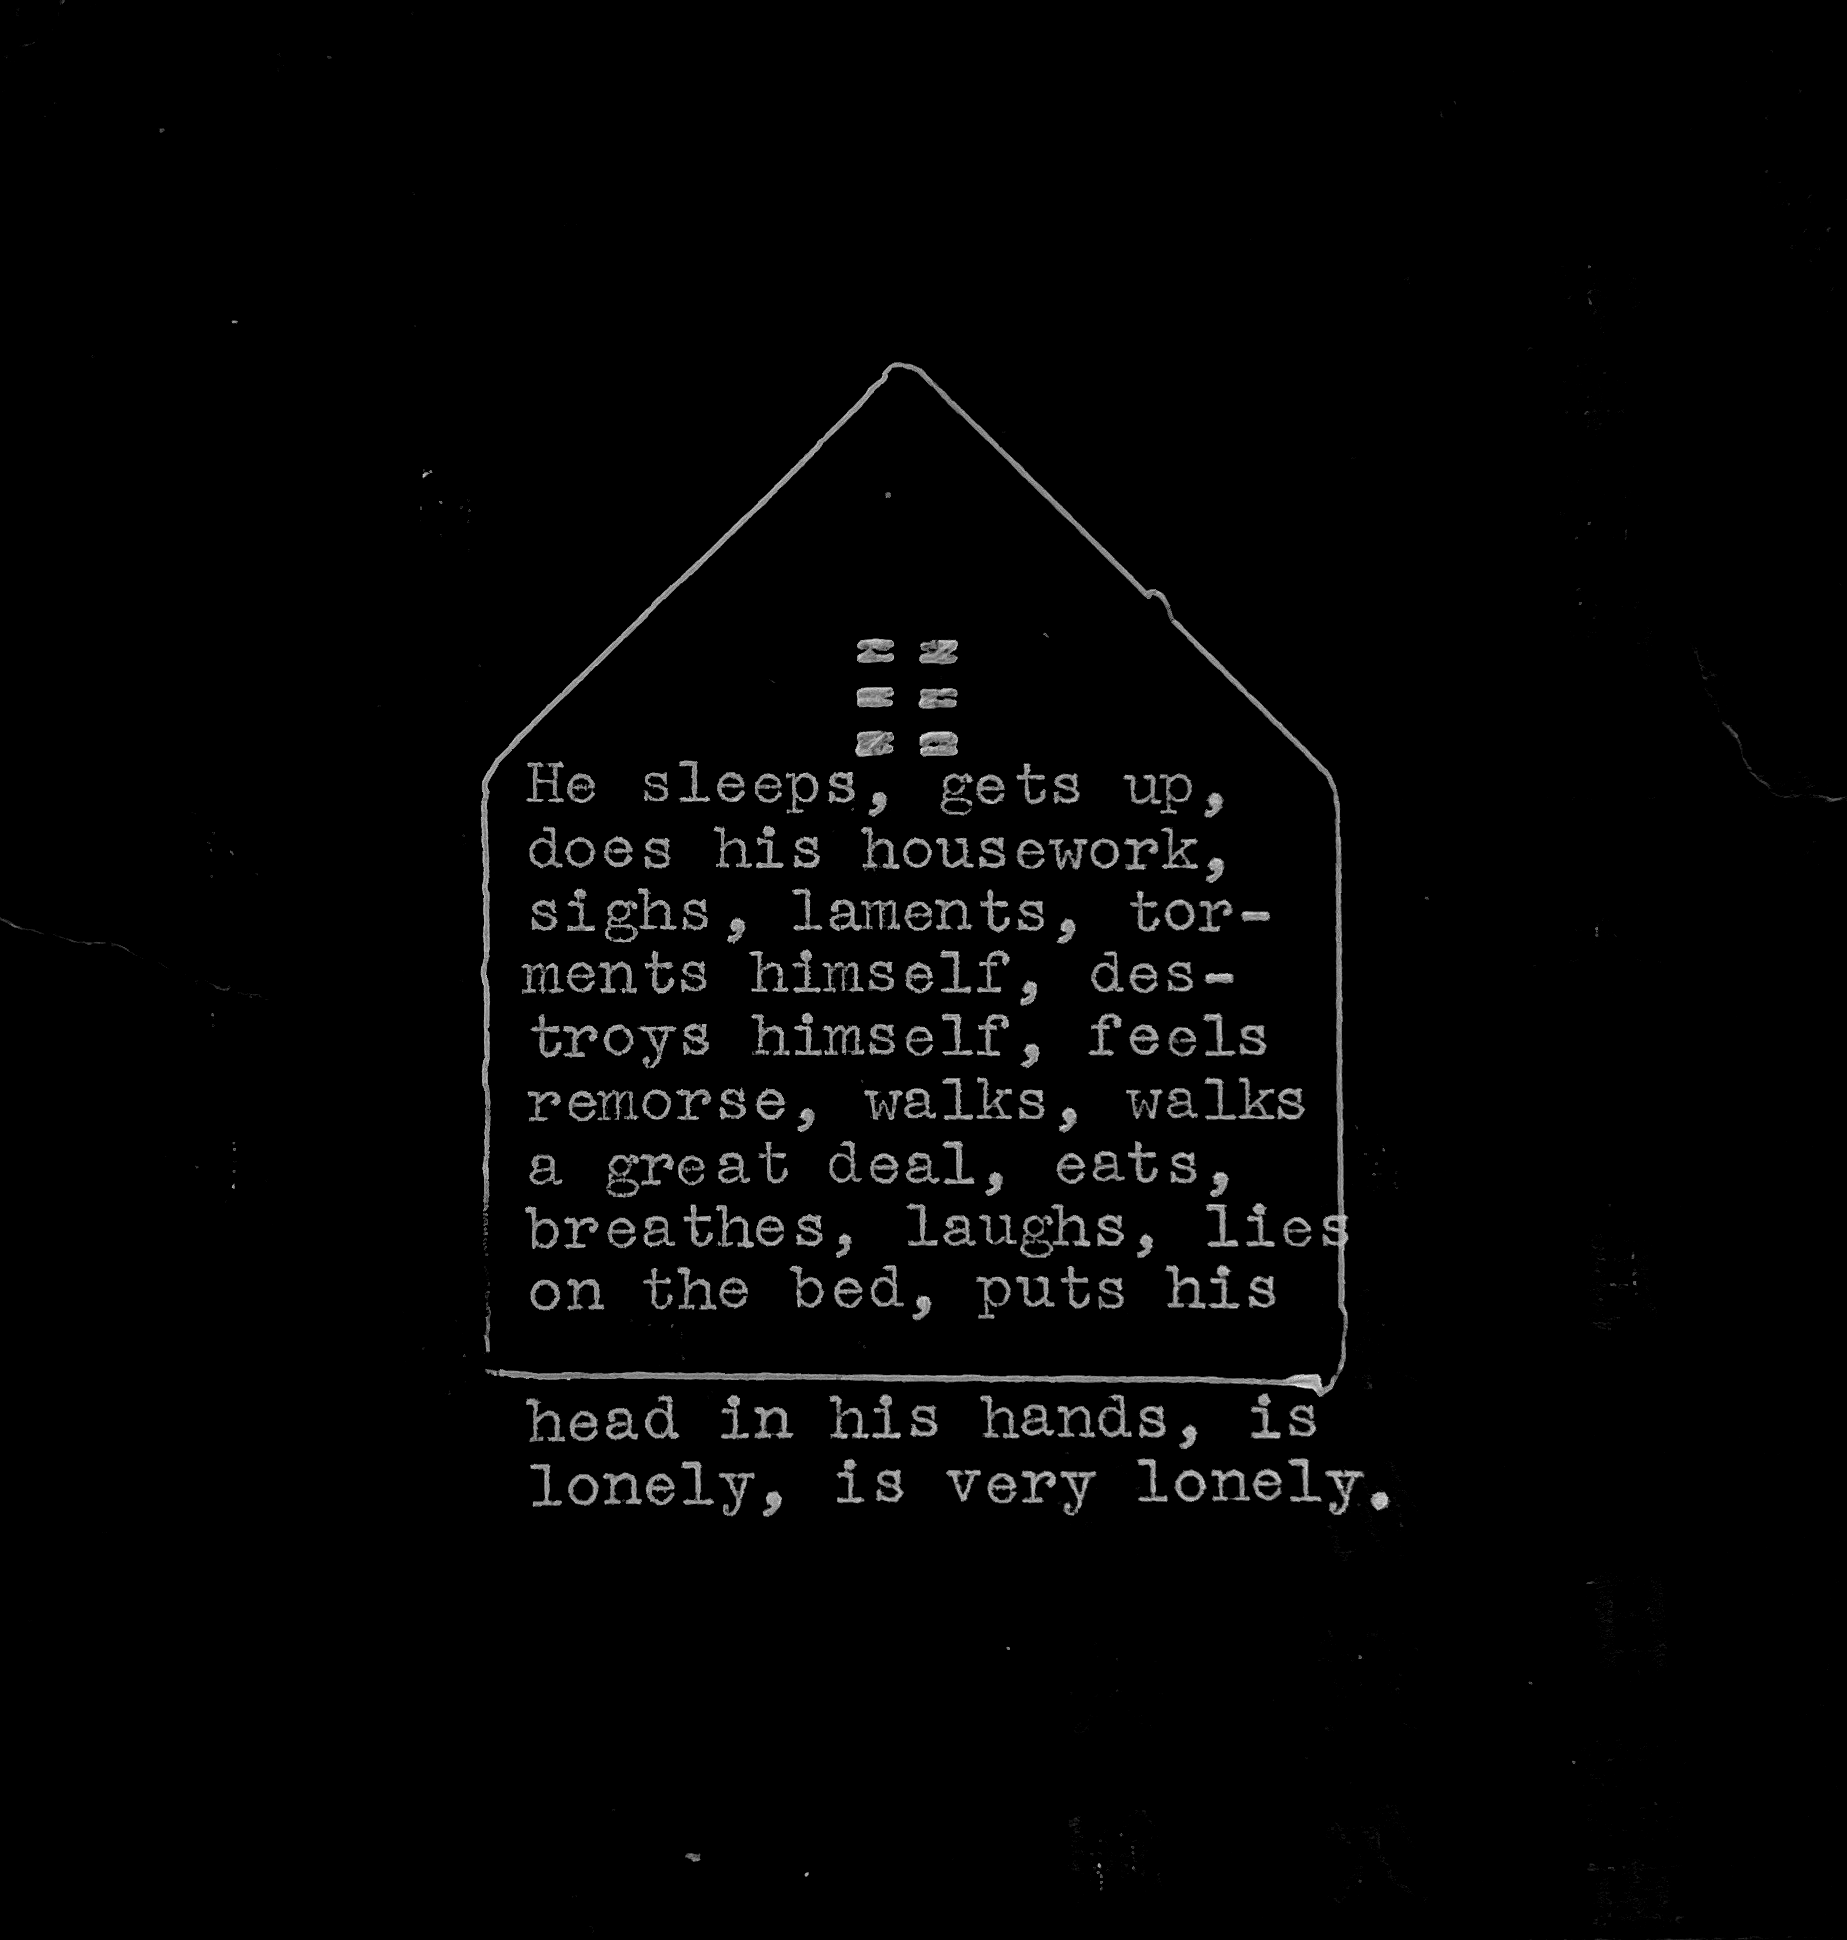 He sleeps, gets up,
does his housework,
sighs, laments, tor-
ments himself, des-
troys himself, feels
remorse, walks, walks
a great deal, eats,
breathes, laughs, lies
on the bed, puts his
head in his hands, is
lonely, is very lonely.